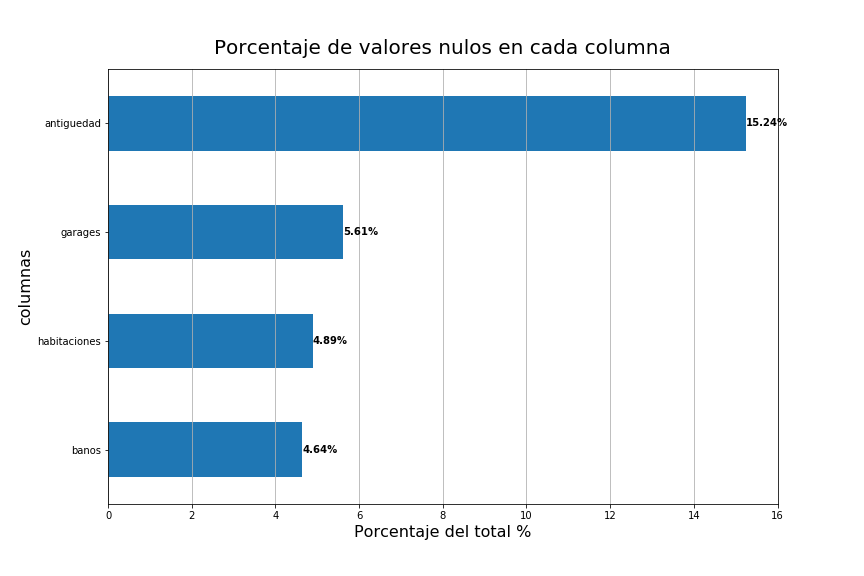 Porcentaje de valores nulos en cada columna
antiguedad
15.24%
garages
5.61%
columnas
habitaciones
4.89%
banos
4.64%
0 2 4 6 8 10 12 14 16
Porcentaje del total %